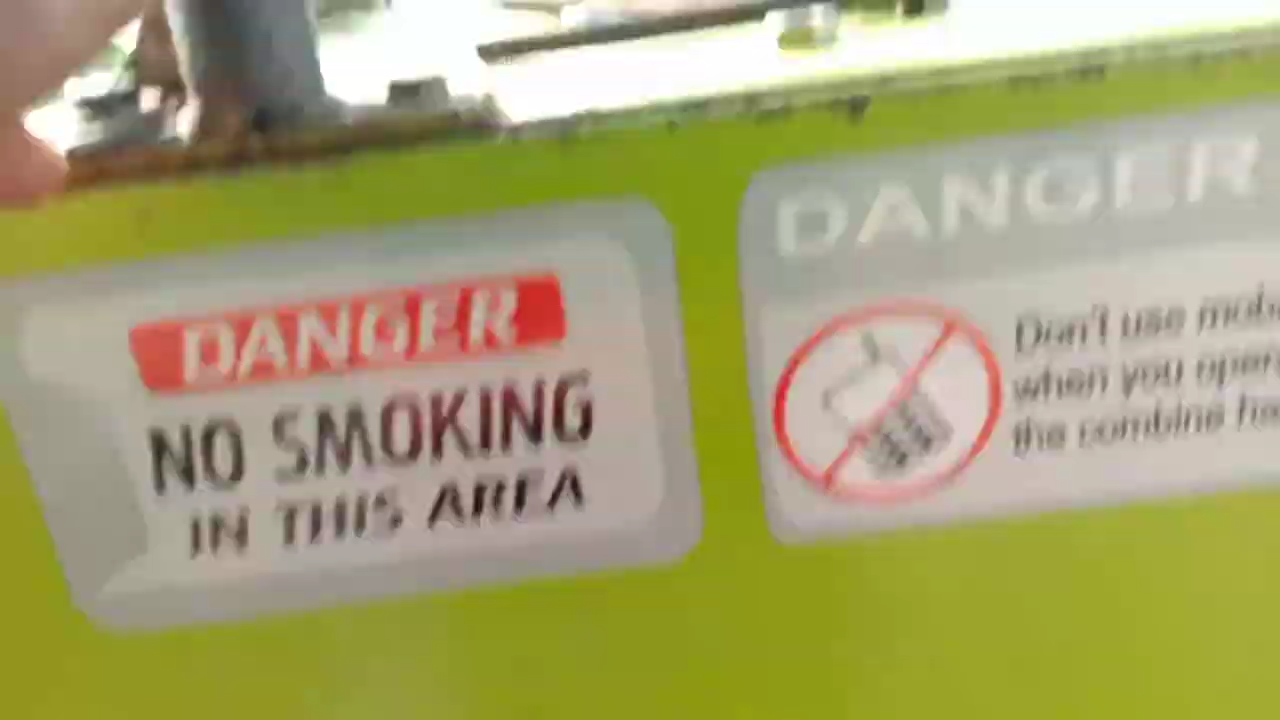 DANGER
NO SMOKING
IN THIS AREA
DANGER
Don't use
when you
the combine